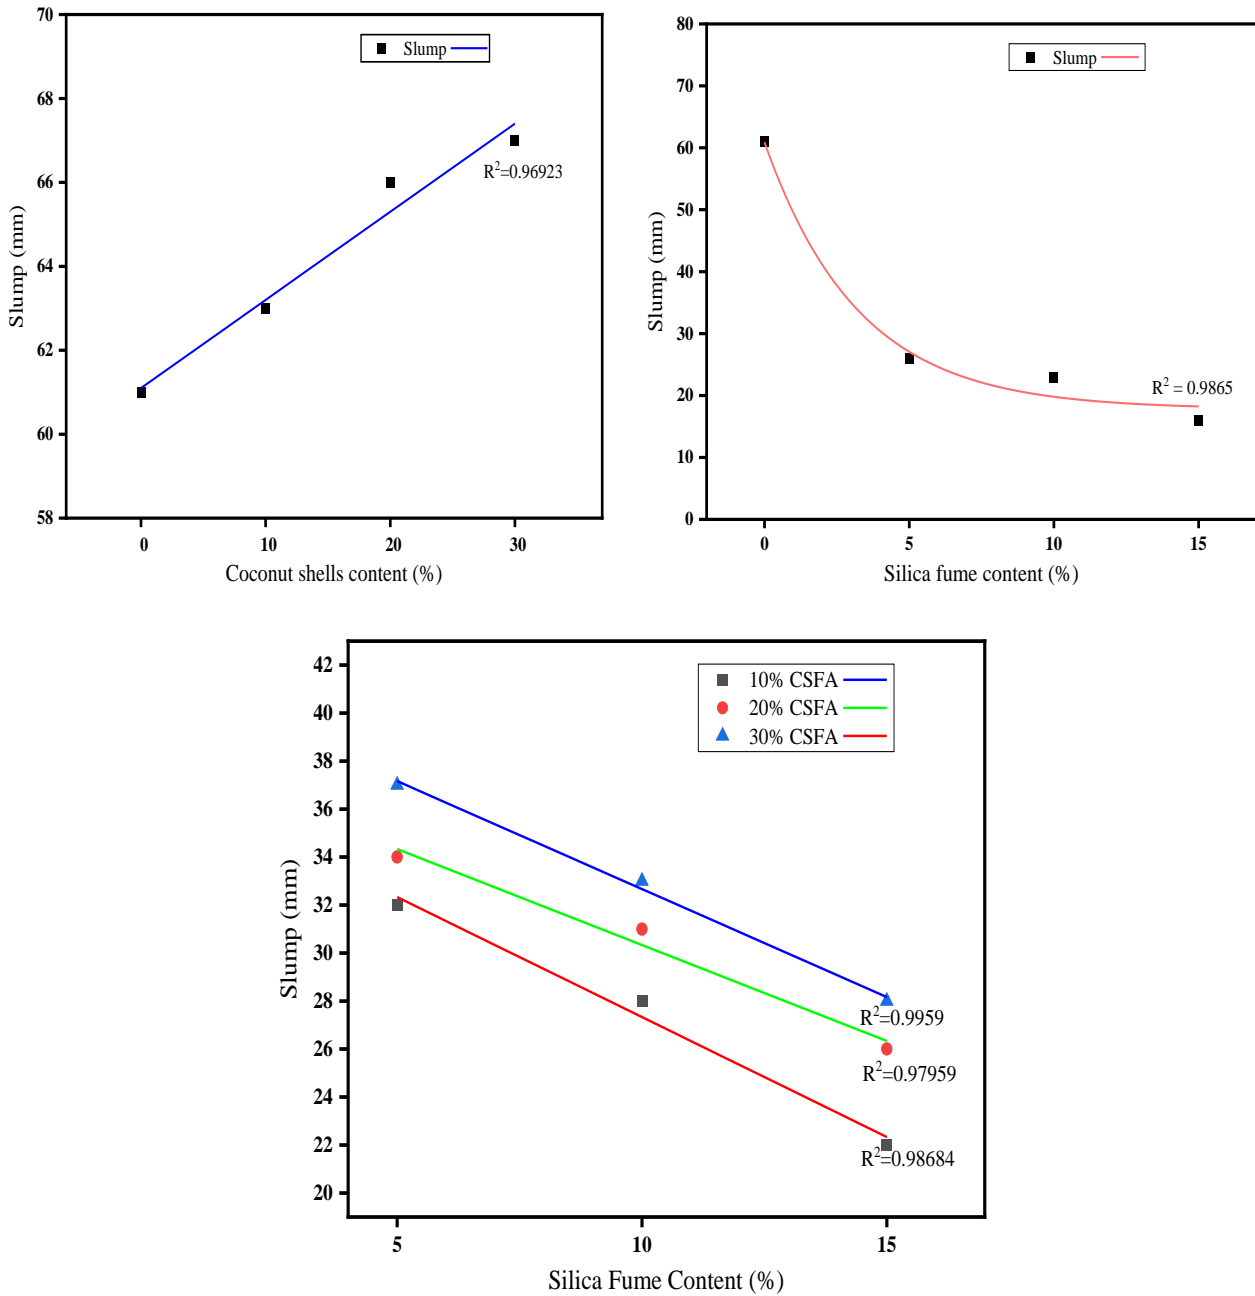 70
68
66
64
62
60
58
Slump (mm)
Slump
R²=0.96923
0 10 20 30
Coconut shells content (%)
80
70
60
50
40
30
20
10
0
Slump (mm)
Slump
R² = 0.9865
0 5 10 15
Silica fume content (%)
42
40
38
36
34
32
30
28
26
24
22
20
Slump (mm)
10% CSFA
20% CSFA
30% CSFA
R²=0.9959
R²=0.97959
R²=0.98684
5 10 15
Silica Fume Content (%)